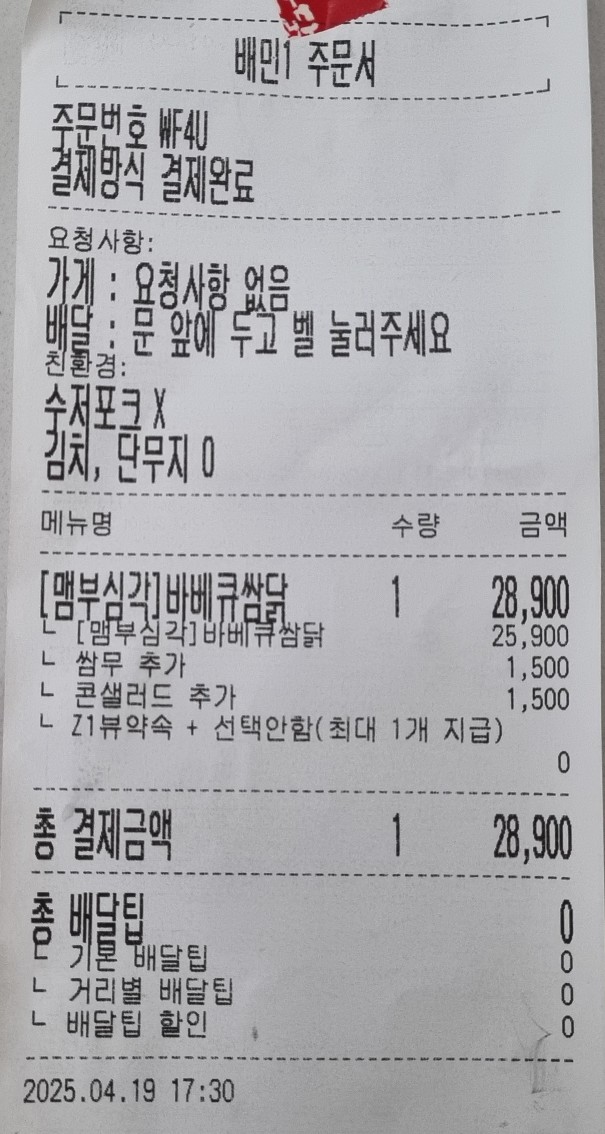 배민1 주문서
주문번호 WF4U
결제방식 결제완료
요청사항:
가게 : 요청사항 없음
배달 : 문 앞에 두고 벨 눌러주세요
친환경:
수저포크 X
김치, 단무지 O
메뉴명 수량 금액
[맴부심각]바베큐쌈닭 1 28,900
ㄴ [맴부심각]바베큐쌈닭 25,900
ㄴ 쌈무 추가 1,500
ㄴ 콘샐러드 추가 1,500
ㄴ Z1뷰약속 + 선택안함(최대 1개 지급)
0
총 결제금액 1 28,900
총 배달팁 0
ㄴ 기본 배달팁 0
ㄴ 거리별 배달팁 0
ㄴ 배달팁 할인 0
2025.04.19 17:30